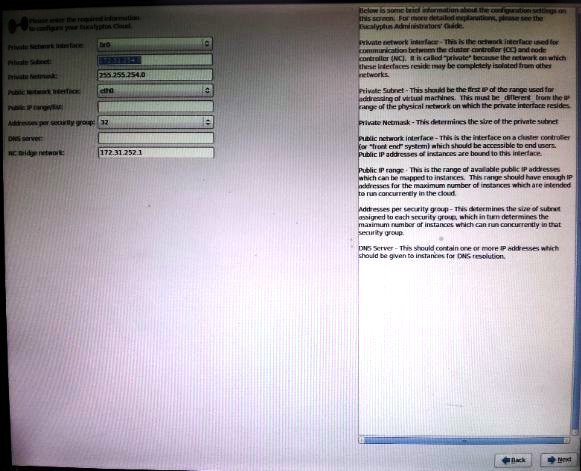 Please enter the required information
to configure your Eucalyptus Cloud.
Private Network Interface: br0
Private Subnet: 172.31.254.0
Private Netmask: 255.255.254.0
Public Network Interface: eth0
Public IP range/list:
Addresses per security group: 32
DNS server:
NC Bridge network: 172.31.252.1
Below is some brief information about the configuration settings on
this screen. For more detailed explanations, please see the
Eucalyptus Administrators' Guide.
Private network interface - This is the network interface used for
communication between the cluster controller (CC) and node
controller (NC). It is called "private" because the network on which
these interfaces reside may be completely isolated from other
networks.
Private Subnet - This should be the first IP of the range used for
addressing of virtual machines. This must be _different_ from the IP
range of the physical network on which the private interface resides.
Private Netmask - This determines the size of the private subnet
Public network interface - This is the interface on a cluster controller
(or "front end" system) which should be accessible to end users.
Public IP addresses of instances are bound to this interface.
Public IP range - This is the range of available public IP addresses
which can be mapped to instances. This range should have enough IP
addresses for the maximum number of instances which are intended
to run concurrently in the cloud.
Addresses per security group - This determines the size of subnet
assigned to each security group, which in turn determines the
maximum number of instances which can run concurrently in that
security group.
DNS Server - This should contain one or more IP addresses which
should be given to instances for DNS resolution.
Back Next